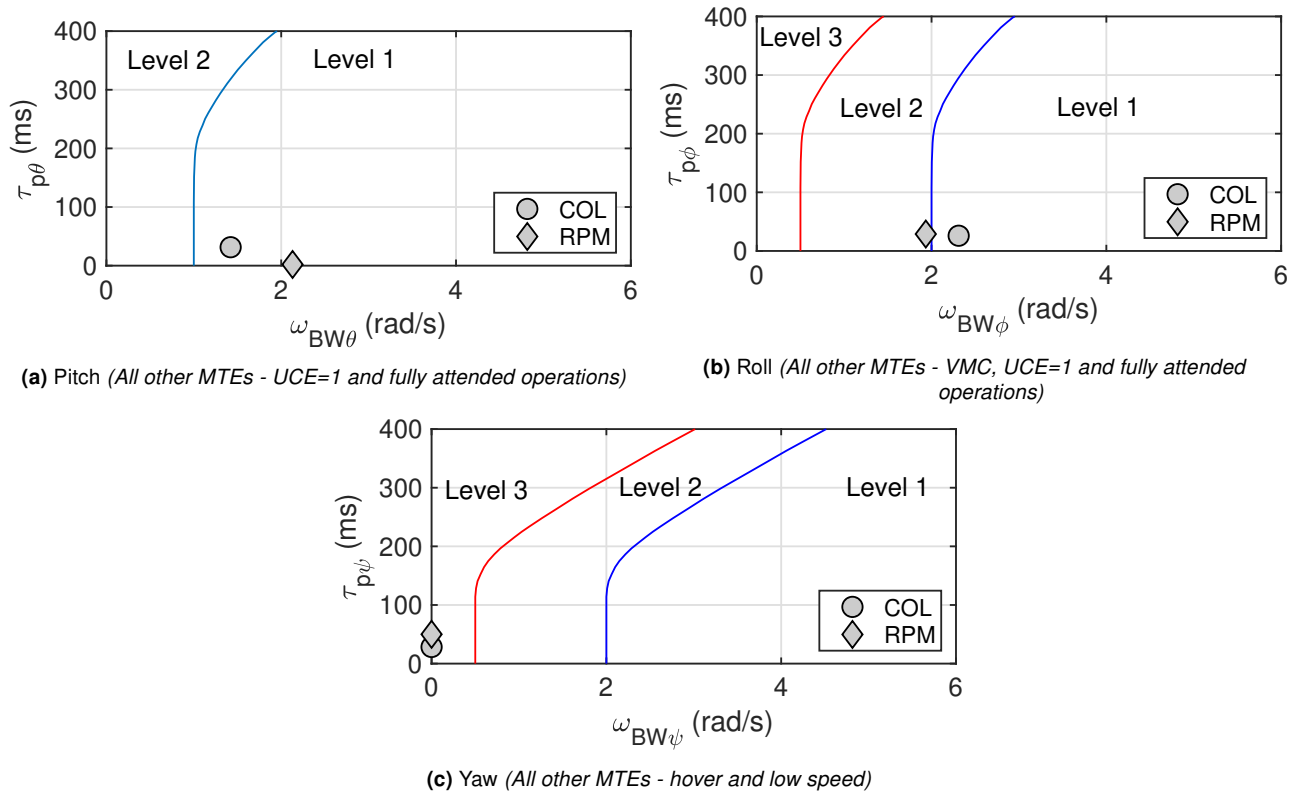 400
300
200
100
0
τpθ (ms)
Level 2
Level 1
COL
RPM
0
2
4
6
ωBWθ (rad/s)
(a) Pitch (All other MTEs - UCE=1 and fully attended operations)
400
300
200
100
0
τpϕ (ms)
Level 3
Level 2
Level 1
COL
RPM
0
2
4
6
ωBWϕ (rad/s)
(b) Roll (All other MTEs - VMC, UCE=1 and fully attended
operations)
400
300
200
100
0
τpψ (ms)
Level 3
Level 2
Level 1
COL
RPM
0
2
4
6
ωBWψ (rad/s)
(c) Yaw (All other MTEs - hover and low speed)